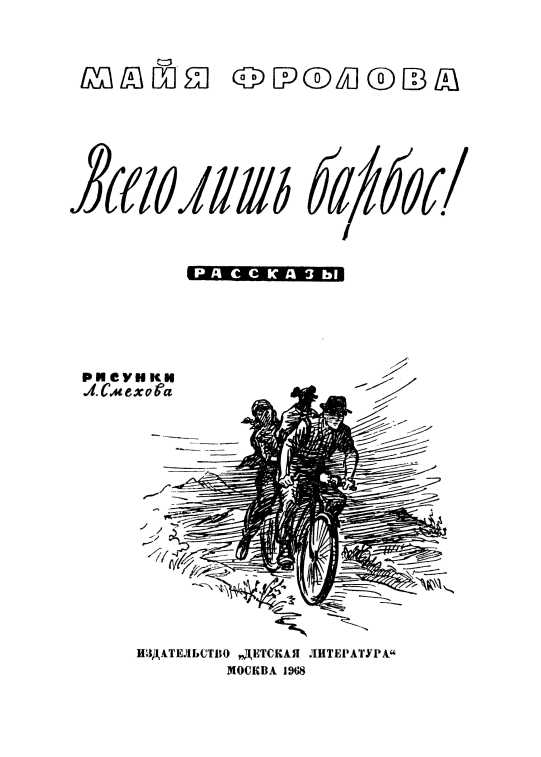 МАЙЯ ФРОЛОВА
Всего лишь барбос!
РАССКАЗЫ
РИСУНКИ
Л. Смехова
ИЗДАТЕЛЬСТВО „ДЕТСКАЯ ЛИТЕРАТУРА“
МОСКВА 1968